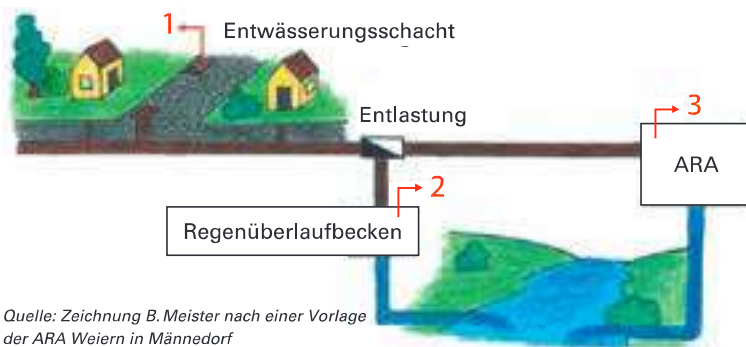 1
Entwässerungsschacht
Entlastung
3
ARA
2
Regenüberlaufbecken
Quelle: Zeichnung B. Meister nach einer Vorlage
der ARA Weiern in Männedorf